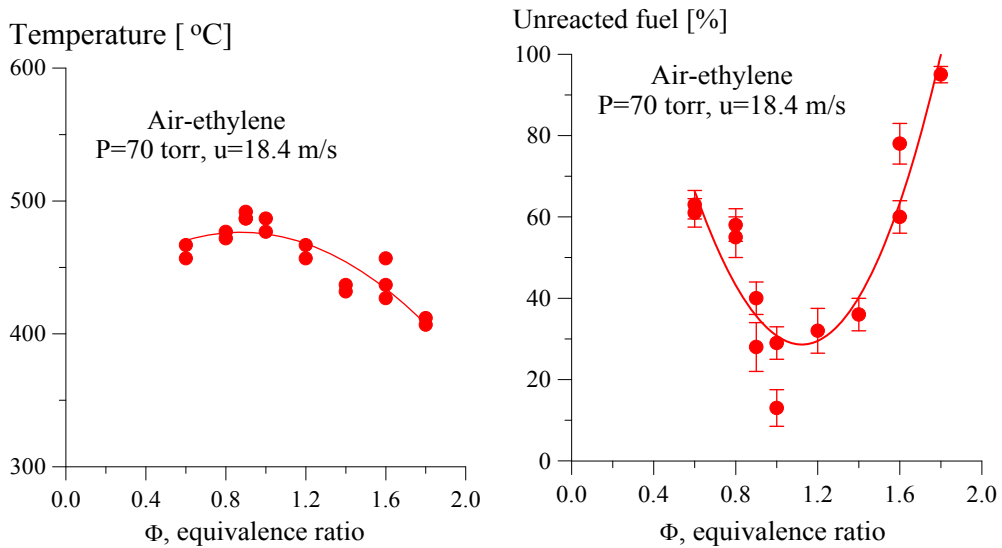 Temperature [ °C]
600
500
400
300
Air-ethylene
P=70 torr, u=18.4 m/s
0.0 0.4 0.8 1.2 1.6 2.0
Φ, equivalence ratio
Unreacted fuel [%]
100
80
60
40
20
0
Air-ethylene
P=70 torr, u=18.4 m/s
0.0 0.4 0.8 1.2 1.6 2.0
Φ, equivalence ratio